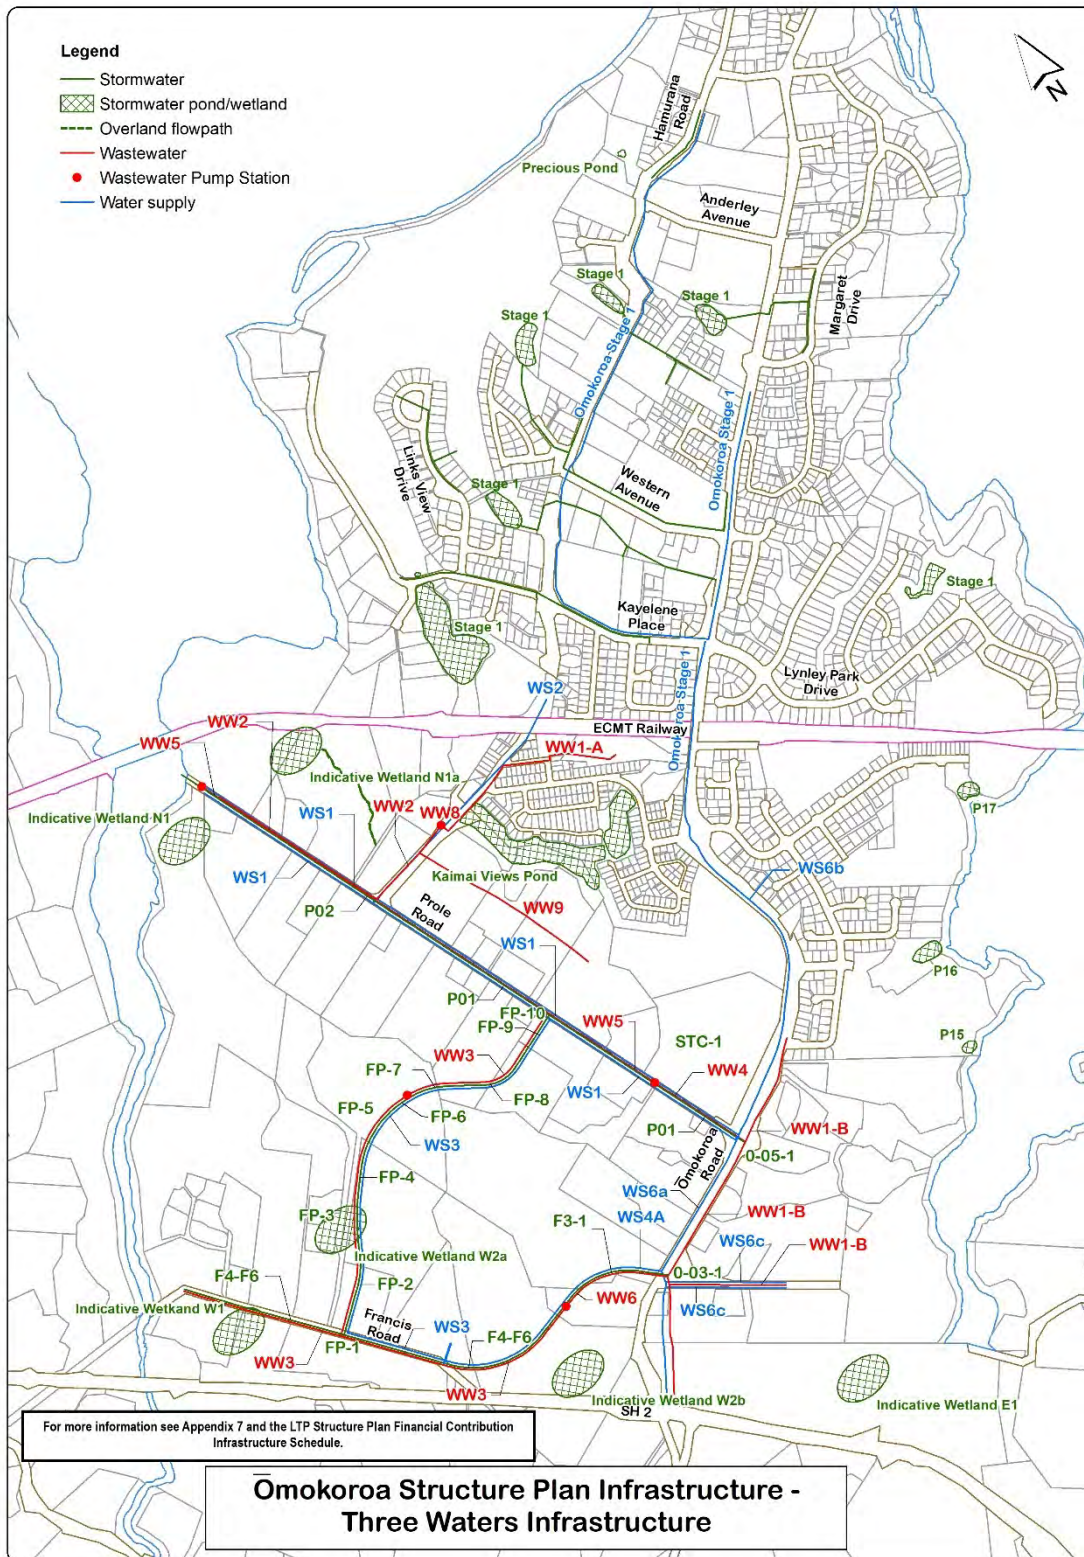 Legend
Stormwater
Stormwater pond/wetland
Overland flowpath
Wastewater
Wastewater Pump Station
Water supply
N
Hamurana
Road
Precious Pond
Anderley
Avenue
Stage 1
Stage 1
Margaret
Drive
Stage 1
Omokoroa-Stage 1
Omokoroa Stage 1
Links View
Drive
Western
Avenue
Stage 1
Stage 1
Kayelene
Place
Stage 1
Lynley Park
Drive
Omokoroa-Stage 1
WS2
ECMT Railway
WW2
WW5
WW1-A
Indicative Wetland N1a
P17
WW2
WW8
WS1
Indicative Wetland N1
WS6b
WS1
Kaimai Views Pond
P02
Prole
Road
WW9
WS1
P16
P01
FP-10
FP-9
WW5
STC-1
P15
WW3
FP-7
WS1
WW4
FP-8
FP-5
FP-6
P01
WW1-B
WS3
Ōmokoroa
Road
0-05-1
FP-4
WS6a
FP-3
F3-1
WS4A
WW1-B
WS6c
WW1-B
Indicative Wetland W2a
0-03-1
F4-F6
FP-2
WW6
WS6c
Indicative Wetkand W1
Francis
Road
WS3
F4-F6
FP-1
WW3
WW3
Indicative Wetland W2b
Indicative Wetland E1
SH 2
For more information see Appendix 7 and the LTP Structure Plan Financial Contribution
Infrastructure Schedule.
Ōmokoroa Structure Plan Infrastructure -
Three Waters Infrastructure